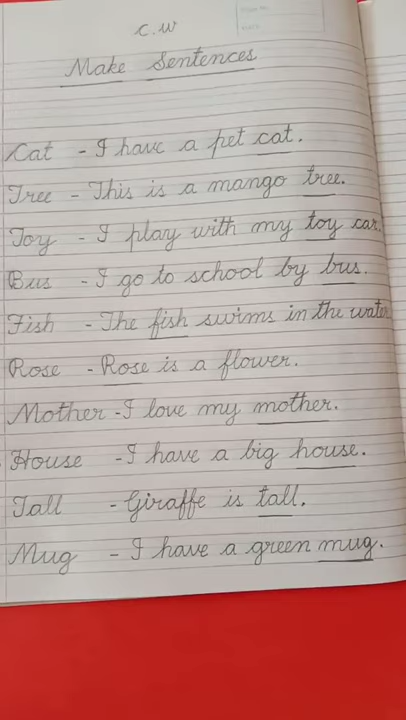 C.W
Make Sentences
Cat - I have a pet cat.
Tree - This is a mango tree.
Toy - I play with my toy car.
Bus - I go to school by bus.
Fish - The fish swims in the water
Rose - Rose is a flower.
Mother - I love my mother.
House - I have a big house.
Tall - Giraffe is tall.
Mug - I have a green mug.